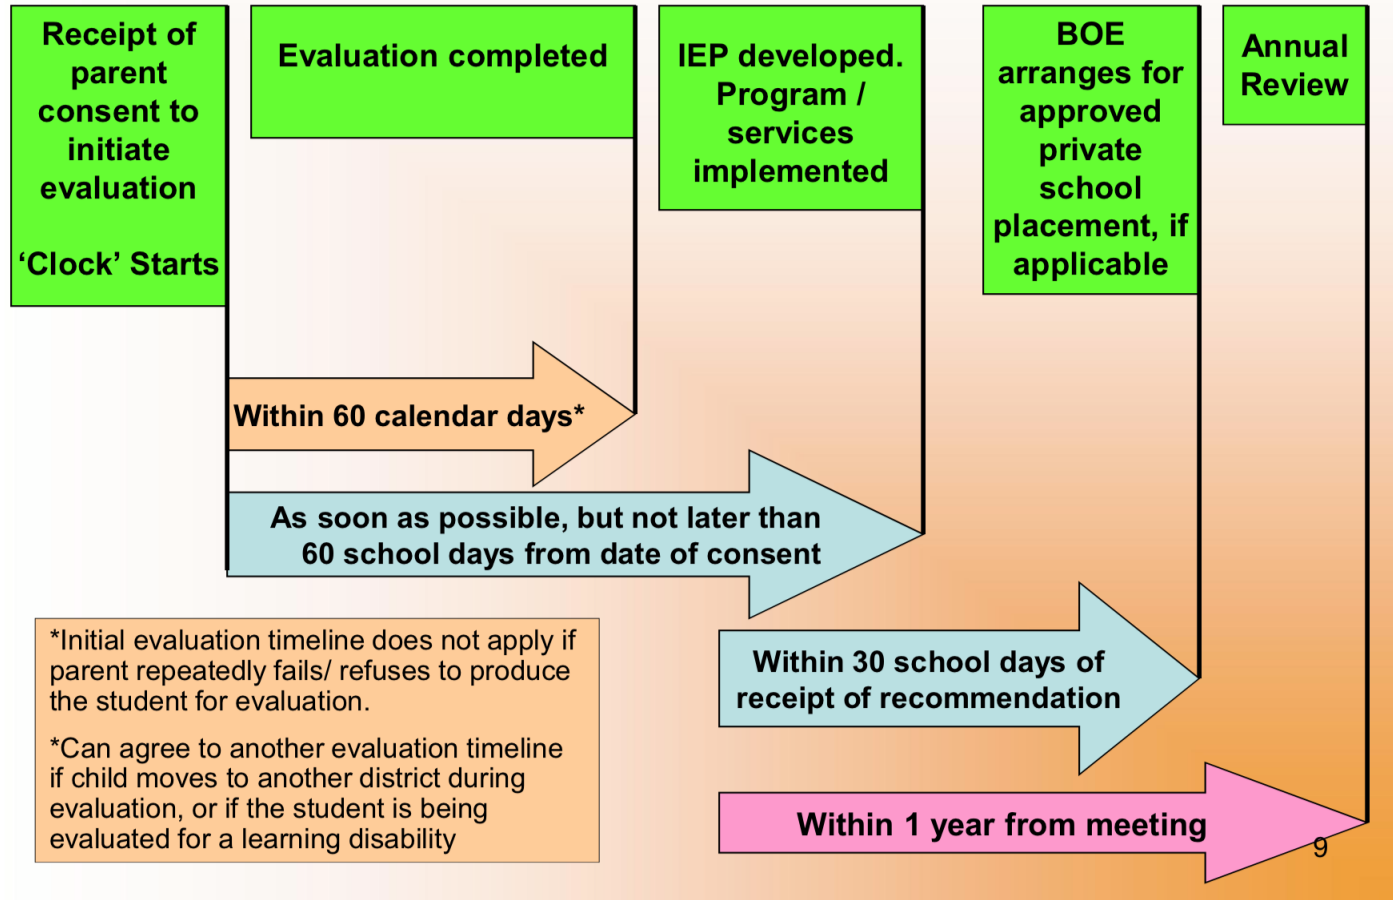 Receipt of
parent
consent to
initiate
evaluation
‘Clock’ Starts
Evaluation completed
IEP developed.
Program /
services
implemented
BOE
arranges for
approved
private
school
placement, if
applicable
Annual
Review
Within 60 calendar days*
As soon as possible, but not later than
60 school days from date of consent
Within 30 school days of
receipt of recommendation
Within 1 year from meeting
*Initial evaluation timeline does not apply if
parent repeatedly fails/ refuses to produce
the student for evaluation.
*Can agree to another evaluation timeline
if child moves to another district during
evaluation, or if the student is being
evaluated for a learning disability
9